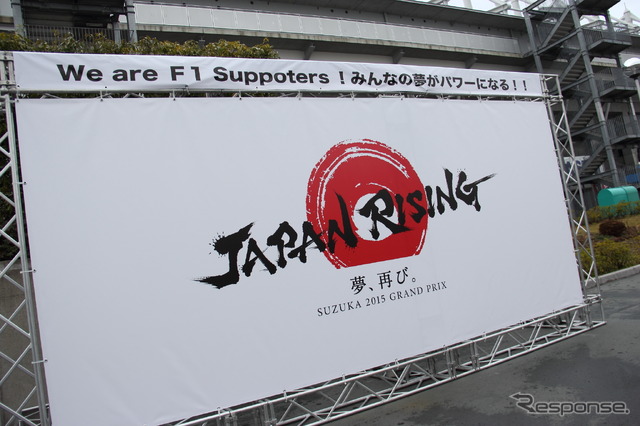 We are F1 Suppoters！みんなの夢がパワーになる！！
JAPAN RISING
夢、再び。
SUZUKA 2015 GRAND PRIX
Response.